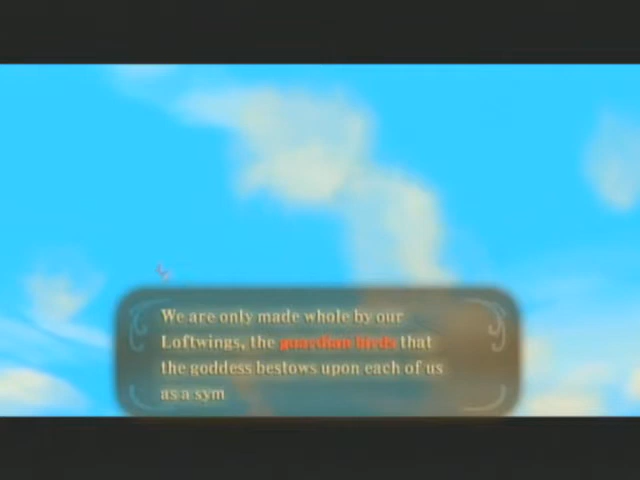 We are only made whole by our
Loftwings, the guardian birds that
the goddess bestows upon each of us
as a sym